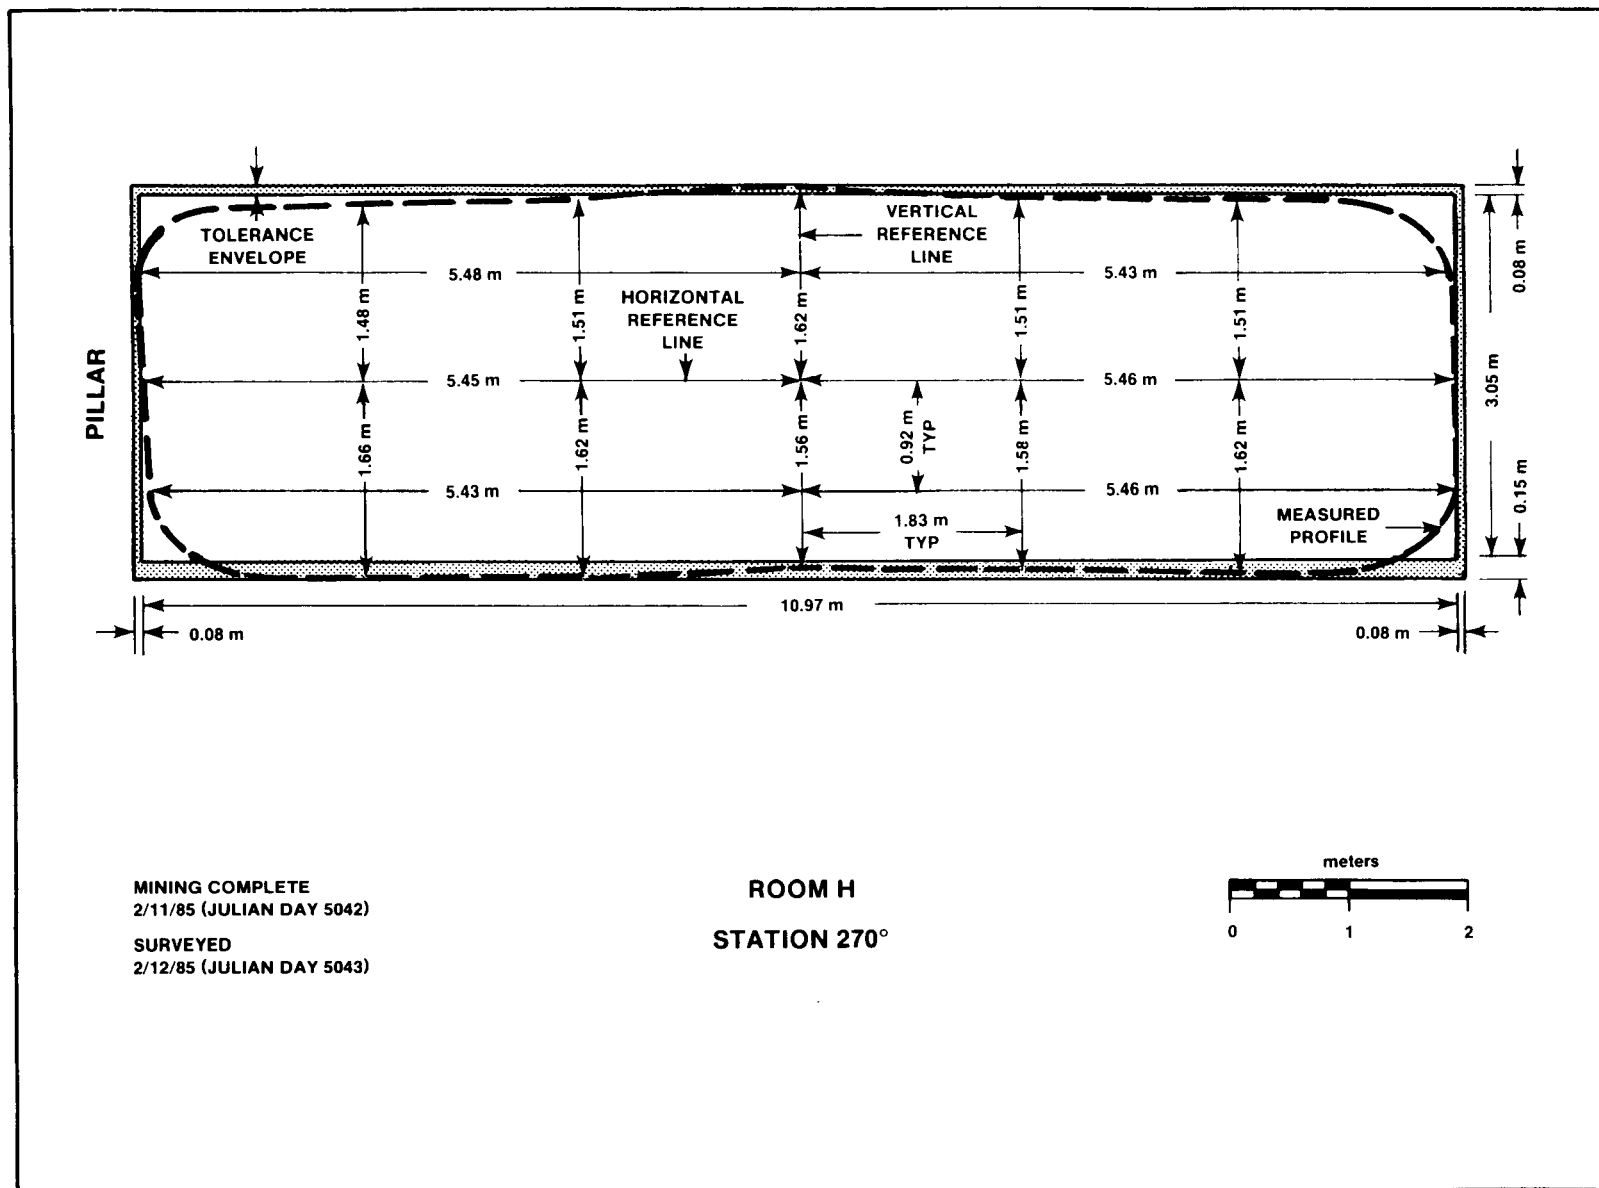 TOLERANCE
ENVELOPE
VERTICAL
REFERENCE
LINE
0.08 m
5.48 m
5.43 m
HORIZONTAL
REFERENCE
LINE
1.48 m
1.51 m
1.62 m
1.51 m
1.51 m
PILLAR
5.45 m
5.46 m
3.05 m
1.66 m
1.62 m
1.56 m
0.92 m
TYP
1.58 m
1.62 m
5.43 m
5.46 m
0.15 m
1.83 m
TYP
MEASURED
PROFILE
10.97 m
0.08 m
0.08 m
MINING COMPLETE
2/11/85 (JULIAN DAY 5042)
SURVEYED
2/12/85 (JULIAN DAY 5043)
ROOM H
STATION 270°
meters
0 1 2